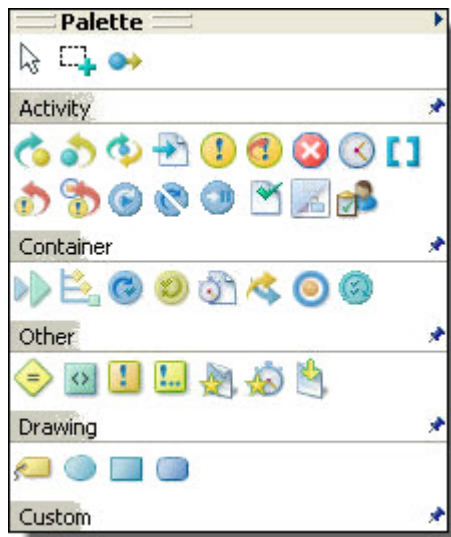 Palette
Activity
Container
Other
Drawing
Custom